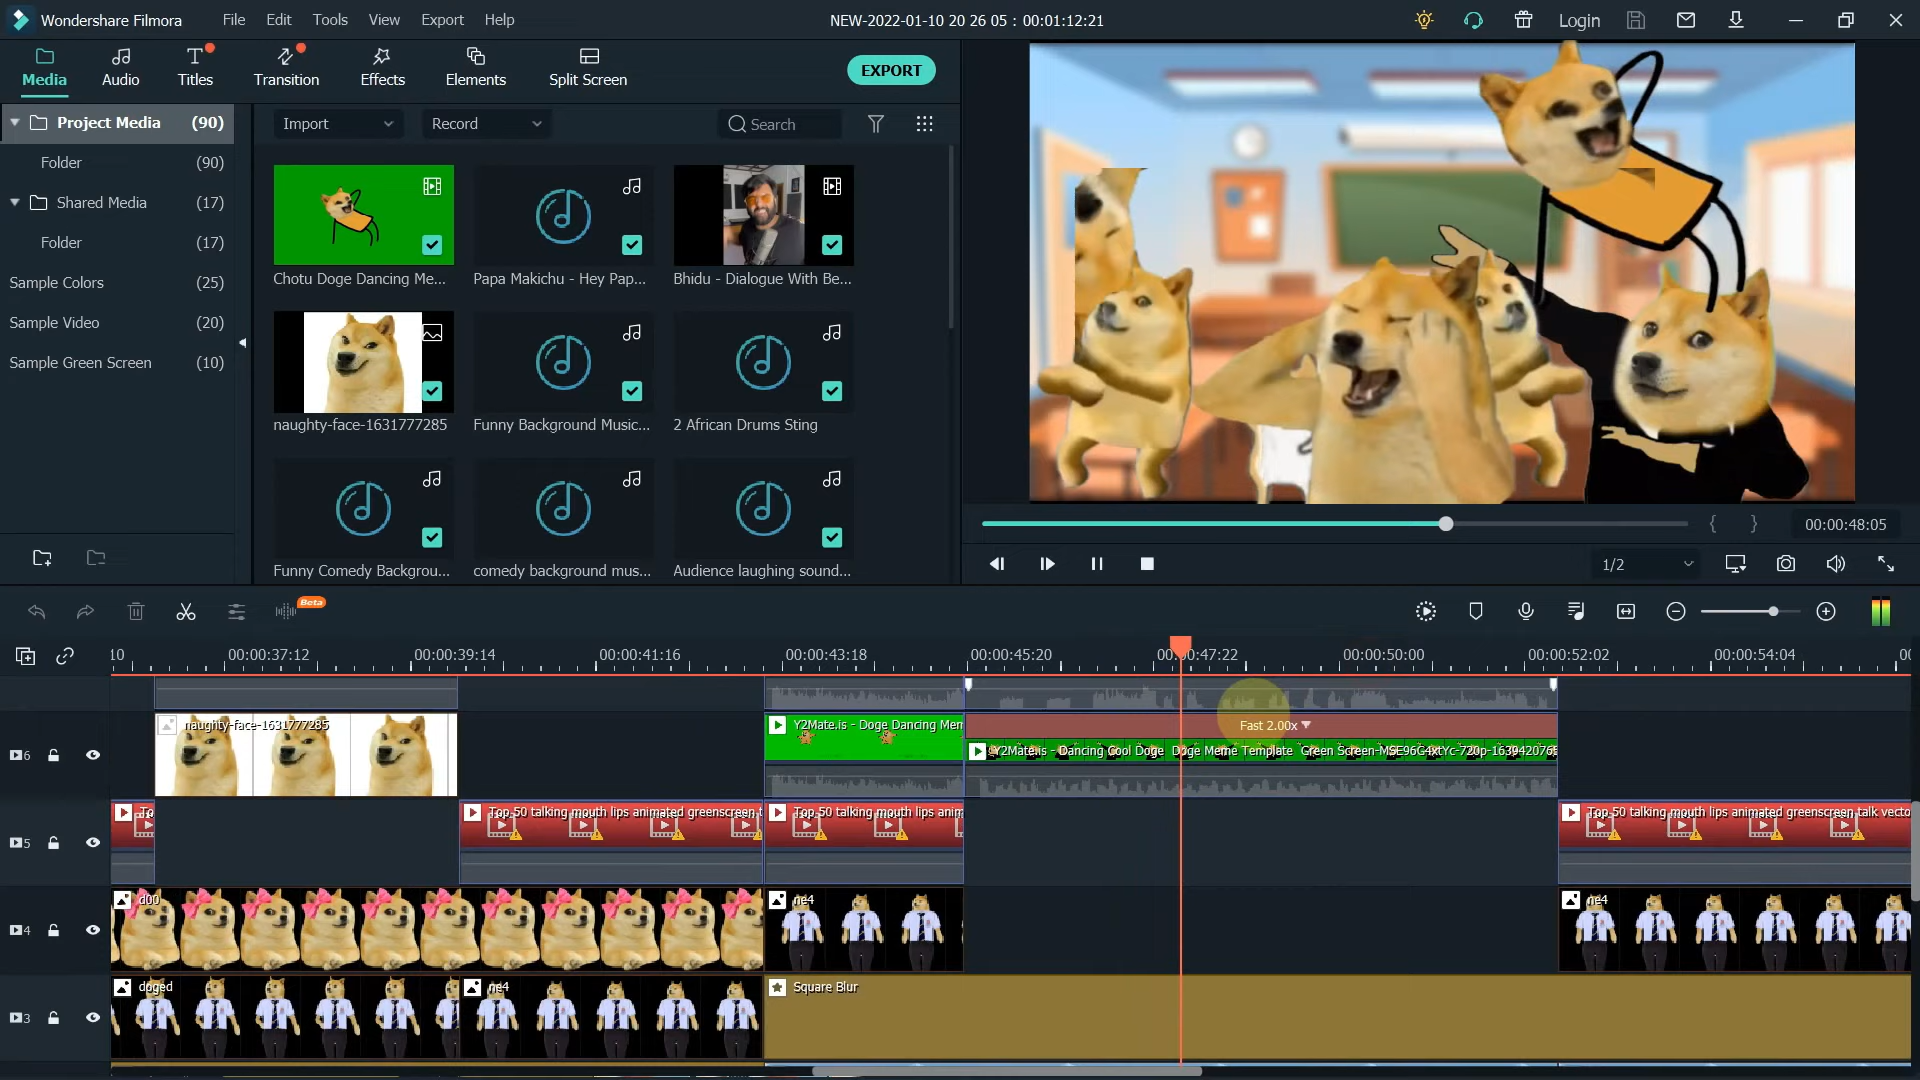 Wondershare Filmora
File Edit Tools View Export Help
NEW-2022-01-10 20 26 05 : 00:01:12:21
Login
Media
Audio
Titles
Transition
Effects
Elements
Split Screen
EXPORT
Project Media (90)
Folder (90)
Shared Media (17)
Folder (17)
Sample Colors (25)
Sample Video (20)
Sample Green Screen (10)
Import
Record
Search
Chotu Doge Dancing Me...
Papa Makichu - Hey Pap...
Bhidu - Dialogue With Be...
naughty-face-1631777285
Funny Background Music...
2 African Drums Sting
Funny Comedy Backgrou...
comedy background mus...
Audience laughing sound...
{ }
00:00:48:05
1/2
Beta
10
00:00:37:12
00:00:39:14
00:00:41:16
00:00:43:18
00:00:45:20
00:00:47:22
00:00:50:00
00:00:52:02
00:00:54:04
6
naughty-face-1631777285
Y2Mate.is - Doge Dancing Mem
Fast 2.00x
Y2Mate.is - Dancing Cool Doge Doge Meme Template Green Screen-
5
To
Top 50 talking mouth lips animated greenscreen t
Top 50 talking mouth lips anim
Top 50 talking mouth lips animated greenscreen talk vecto
4
d00
ne4
ne4
3
doged
ne4
Square Blur